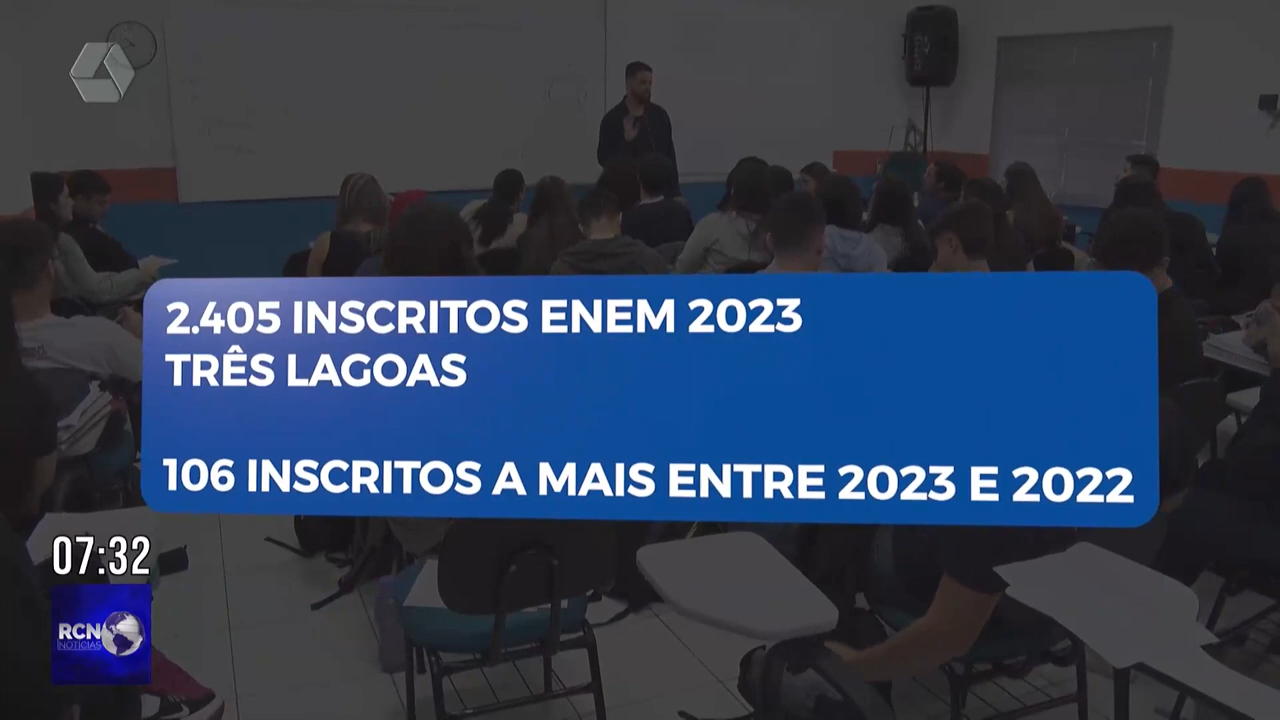 2.405 INSCRITOS ENEM 2023
TRÊS LAGOAS
106 INSCRITOS A MAIS ENTRE 2023 E 2022
07:32
RCN
NOTÍCIAS